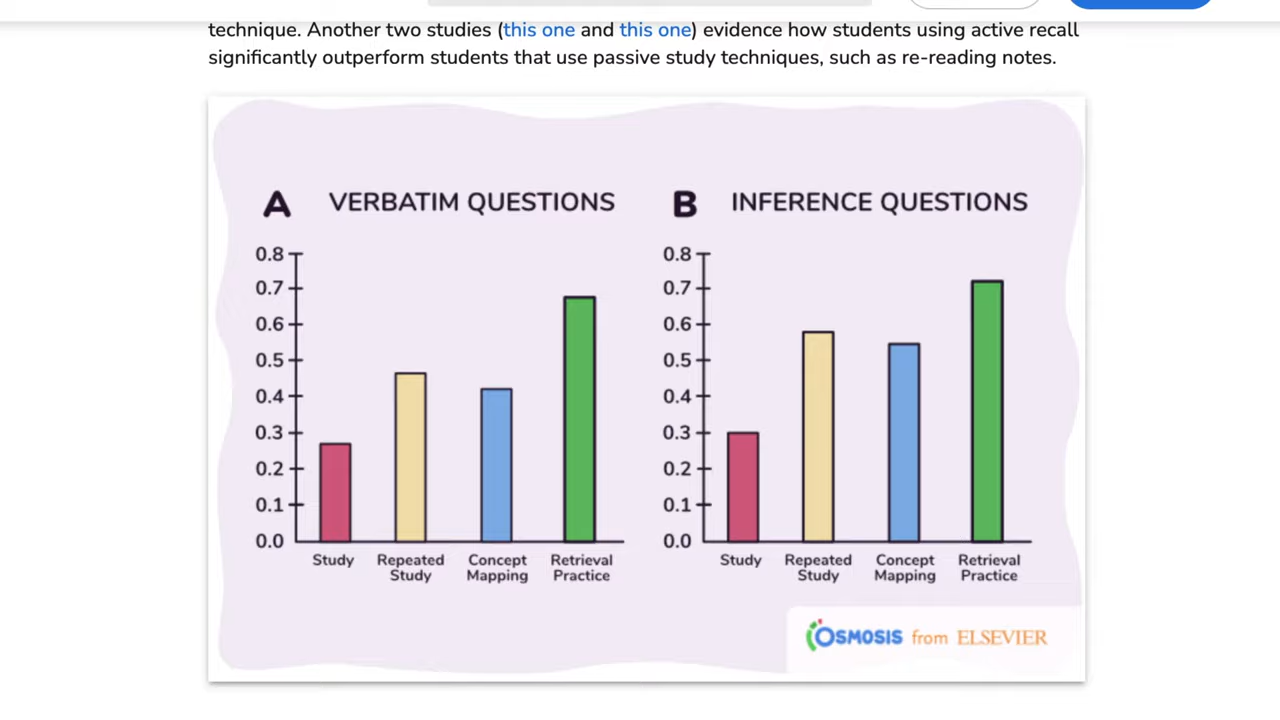 technique. Another two studies (this one and this one) evidence how students using active recall
significantly outperform students that use passive study techniques, such as re-reading notes.
A VERBATIM QUESTIONS
0.8
0.7
0.6
0.5
0.4
0.3
0.2
0.1
0.0
Study
Repeated
Study
Concept
Mapping
Retrieval
Practice
B INFERENCE QUESTIONS
0.8
0.7
0.6
0.5
0.4
0.3
0.2
0.1
0.0
Study
Repeated
Study
Concept
Mapping
Retrieval
Practice
OSMOSIS from ELSEVIER